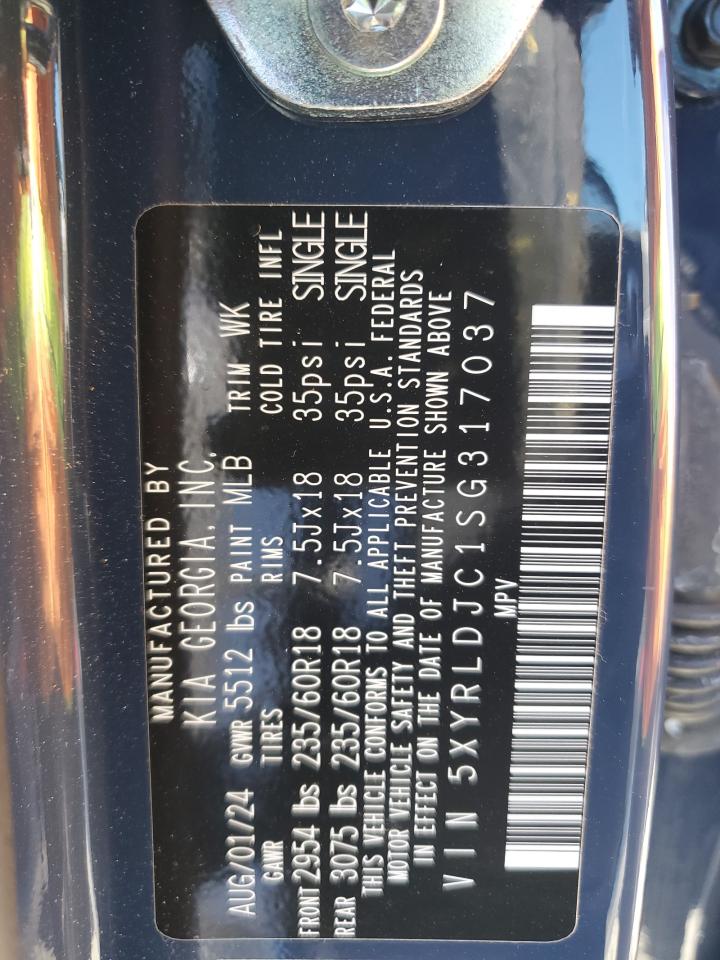 MANUFACTURED BY
KIA GEORGIA, INC.
AUG/01/24 GVWR 5512 lbs PAINT MLB TRIM WK
GAWR TIRES RIMS COLD TIRE INFL
FRONT 2954 lbs 235/60R18 7.5Jx18 35psi SINGLE
REAR 3075 lbs 235/60R18 7.5Jx18 35psi SINGLE
THIS VEHICLE CONFORMS TO ALL APPLICABLE U.S.A. FEDERAL
MOTOR VEHICLE SAFETY AND THEFT PREVENTION STANDARDS
IN EFFECT ON THE DATE OF MANUFACTURE SHOWN ABOVE
VIN 5XYRLDJC1SG317037
MPV